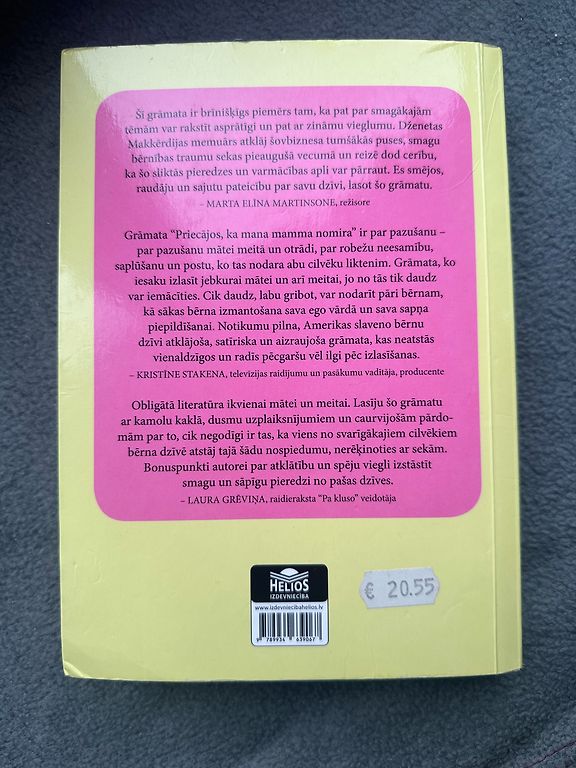 Šī grāmata ir brīnišķīgs piemērs tam, ka pat par smagākajām
tēmām var rakstīt asprātīgi un pat ar zināmu vieglumu. Dženetas
Makkērdijas memuārs atklāj šovbiznesa tumšākās puses, smagu
bērnības traumu sekas pieaugušā vecumā un reizē dod cerību,
ka šo sliktās pieredzes un varmācības apli var pārraut. Es smējos,
raudāju un sajutu pateicību par savu dzīvi, lasot šo grāmatu.
– MARTA ELĪNA MARTINSONE, režisore
Grāmata “Priecājos, ka mana mamma nomira” ir par pazušanu –
par pazušanu mātei meitā un otrādi, par robežu neesamību,
saplūšanu un postu, ko tas nodara abu cilvēku liktenim. Grāmata, ko
iesaku izlasīt jebkurai mātei un arī meitai, jo no tās tik daudz
var iemācīties. Cik daudz, labu gribot, var nodarīt pāri bērnam,
kā sākas bērna izmantošana sava ego vārdā un sava sapņa
piepildīšanai. Notikumu pilna, Amerikas slaveno bērnu
dzīvi atklājoša, satīriska un aizraujoša grāmata, kas neatstās
vienaldzīgos un radīs pēcgaršu vēl ilgi pēc izlasīšanas.
– KRISTĪNE STAKENA, televīzijas raidījumu un pasākumu vadītāja, producente
Obligātā literatūra ikvienai mātei un meitai. Lasīju šo grāmatu
ar kamolu kaklā, dusmu uzplaiksnījumiem un caurvijošām pārdo-
mām par to, cik negodīgi ir tas, ka viens no svarīgākajiem cilvēkiem
bērna dzīvē atstāj tajā šādu nospiedumu, nerēķinoties ar sekām.
Bonuspunkti autorei par atklātību un spēju viegli izstāstīt
smagu un sāpīgu pieredzi no pašas dzīves.
– LAURA GRĒVIŅA, raidieraksta “Pa kluso” veidotāja
HELIOS
IZDEVNIECĪBA
www.izdevniecibahelios.lv
9 789934 639067
€ 20.55